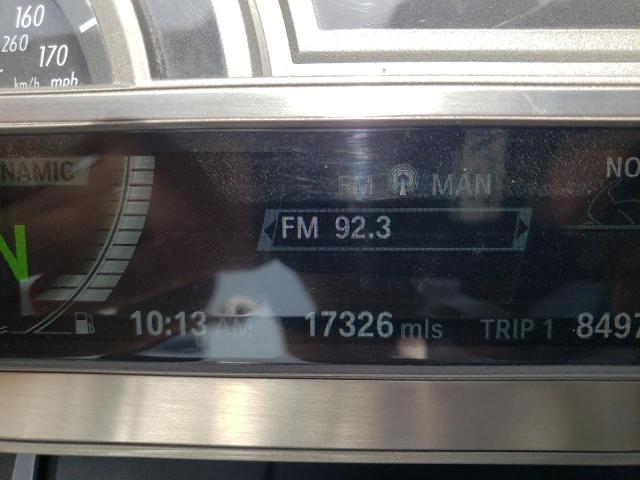 160
260
170
km/h mph
NAMIC
FM MAN
NO
FM 92.3
N
10:13 AM 17326 mls TRIP 1 8497